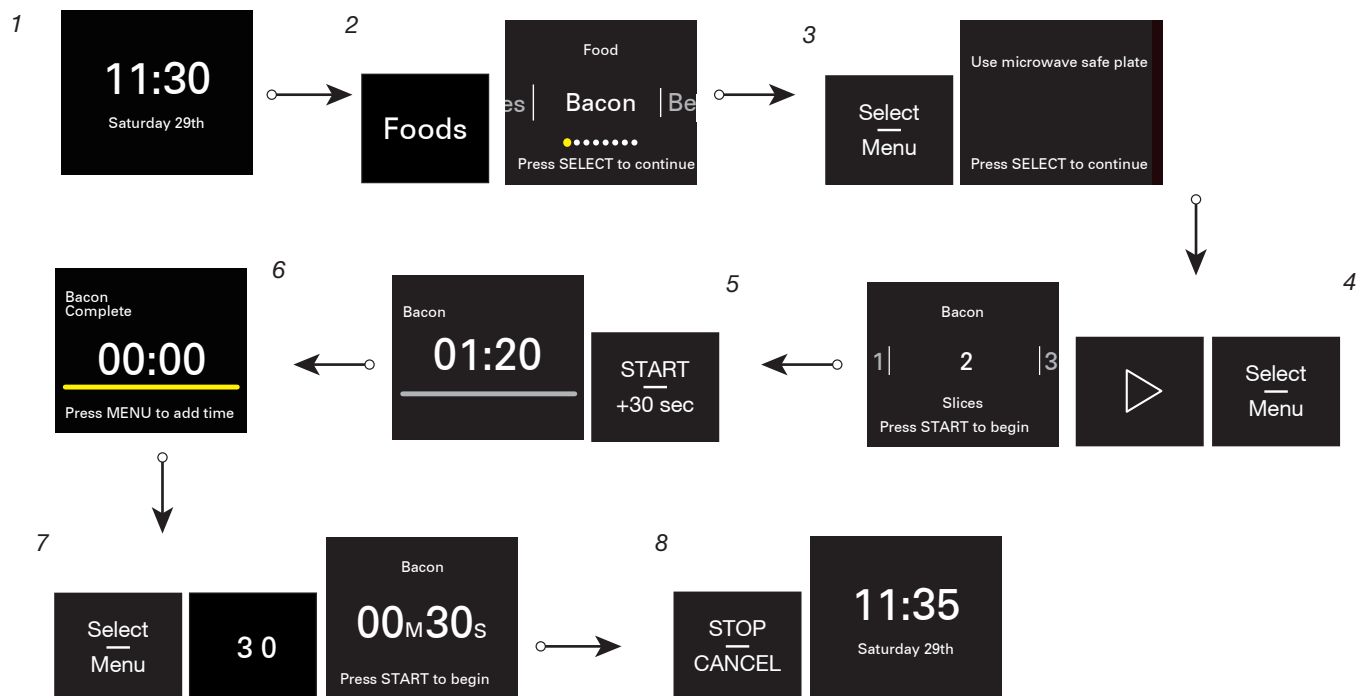 1
11:30
Saturday 29th
2
Foods
Food
es Bacon Be
Press SELECT to continue
3
Select
Menu
Use microwave safe plate
Press SELECT to continue
4
Bacon
1 2 3
Slices
Press START to begin
Select
Menu
5
Bacon
01:20
START
+30 sec
6
Bacon
Complete
00:00
Press MENU to add time
7
Select
Menu
3 0
Bacon
00M30S
Press START to begin
8
STOP
CANCEL
11:35
Saturday 29th